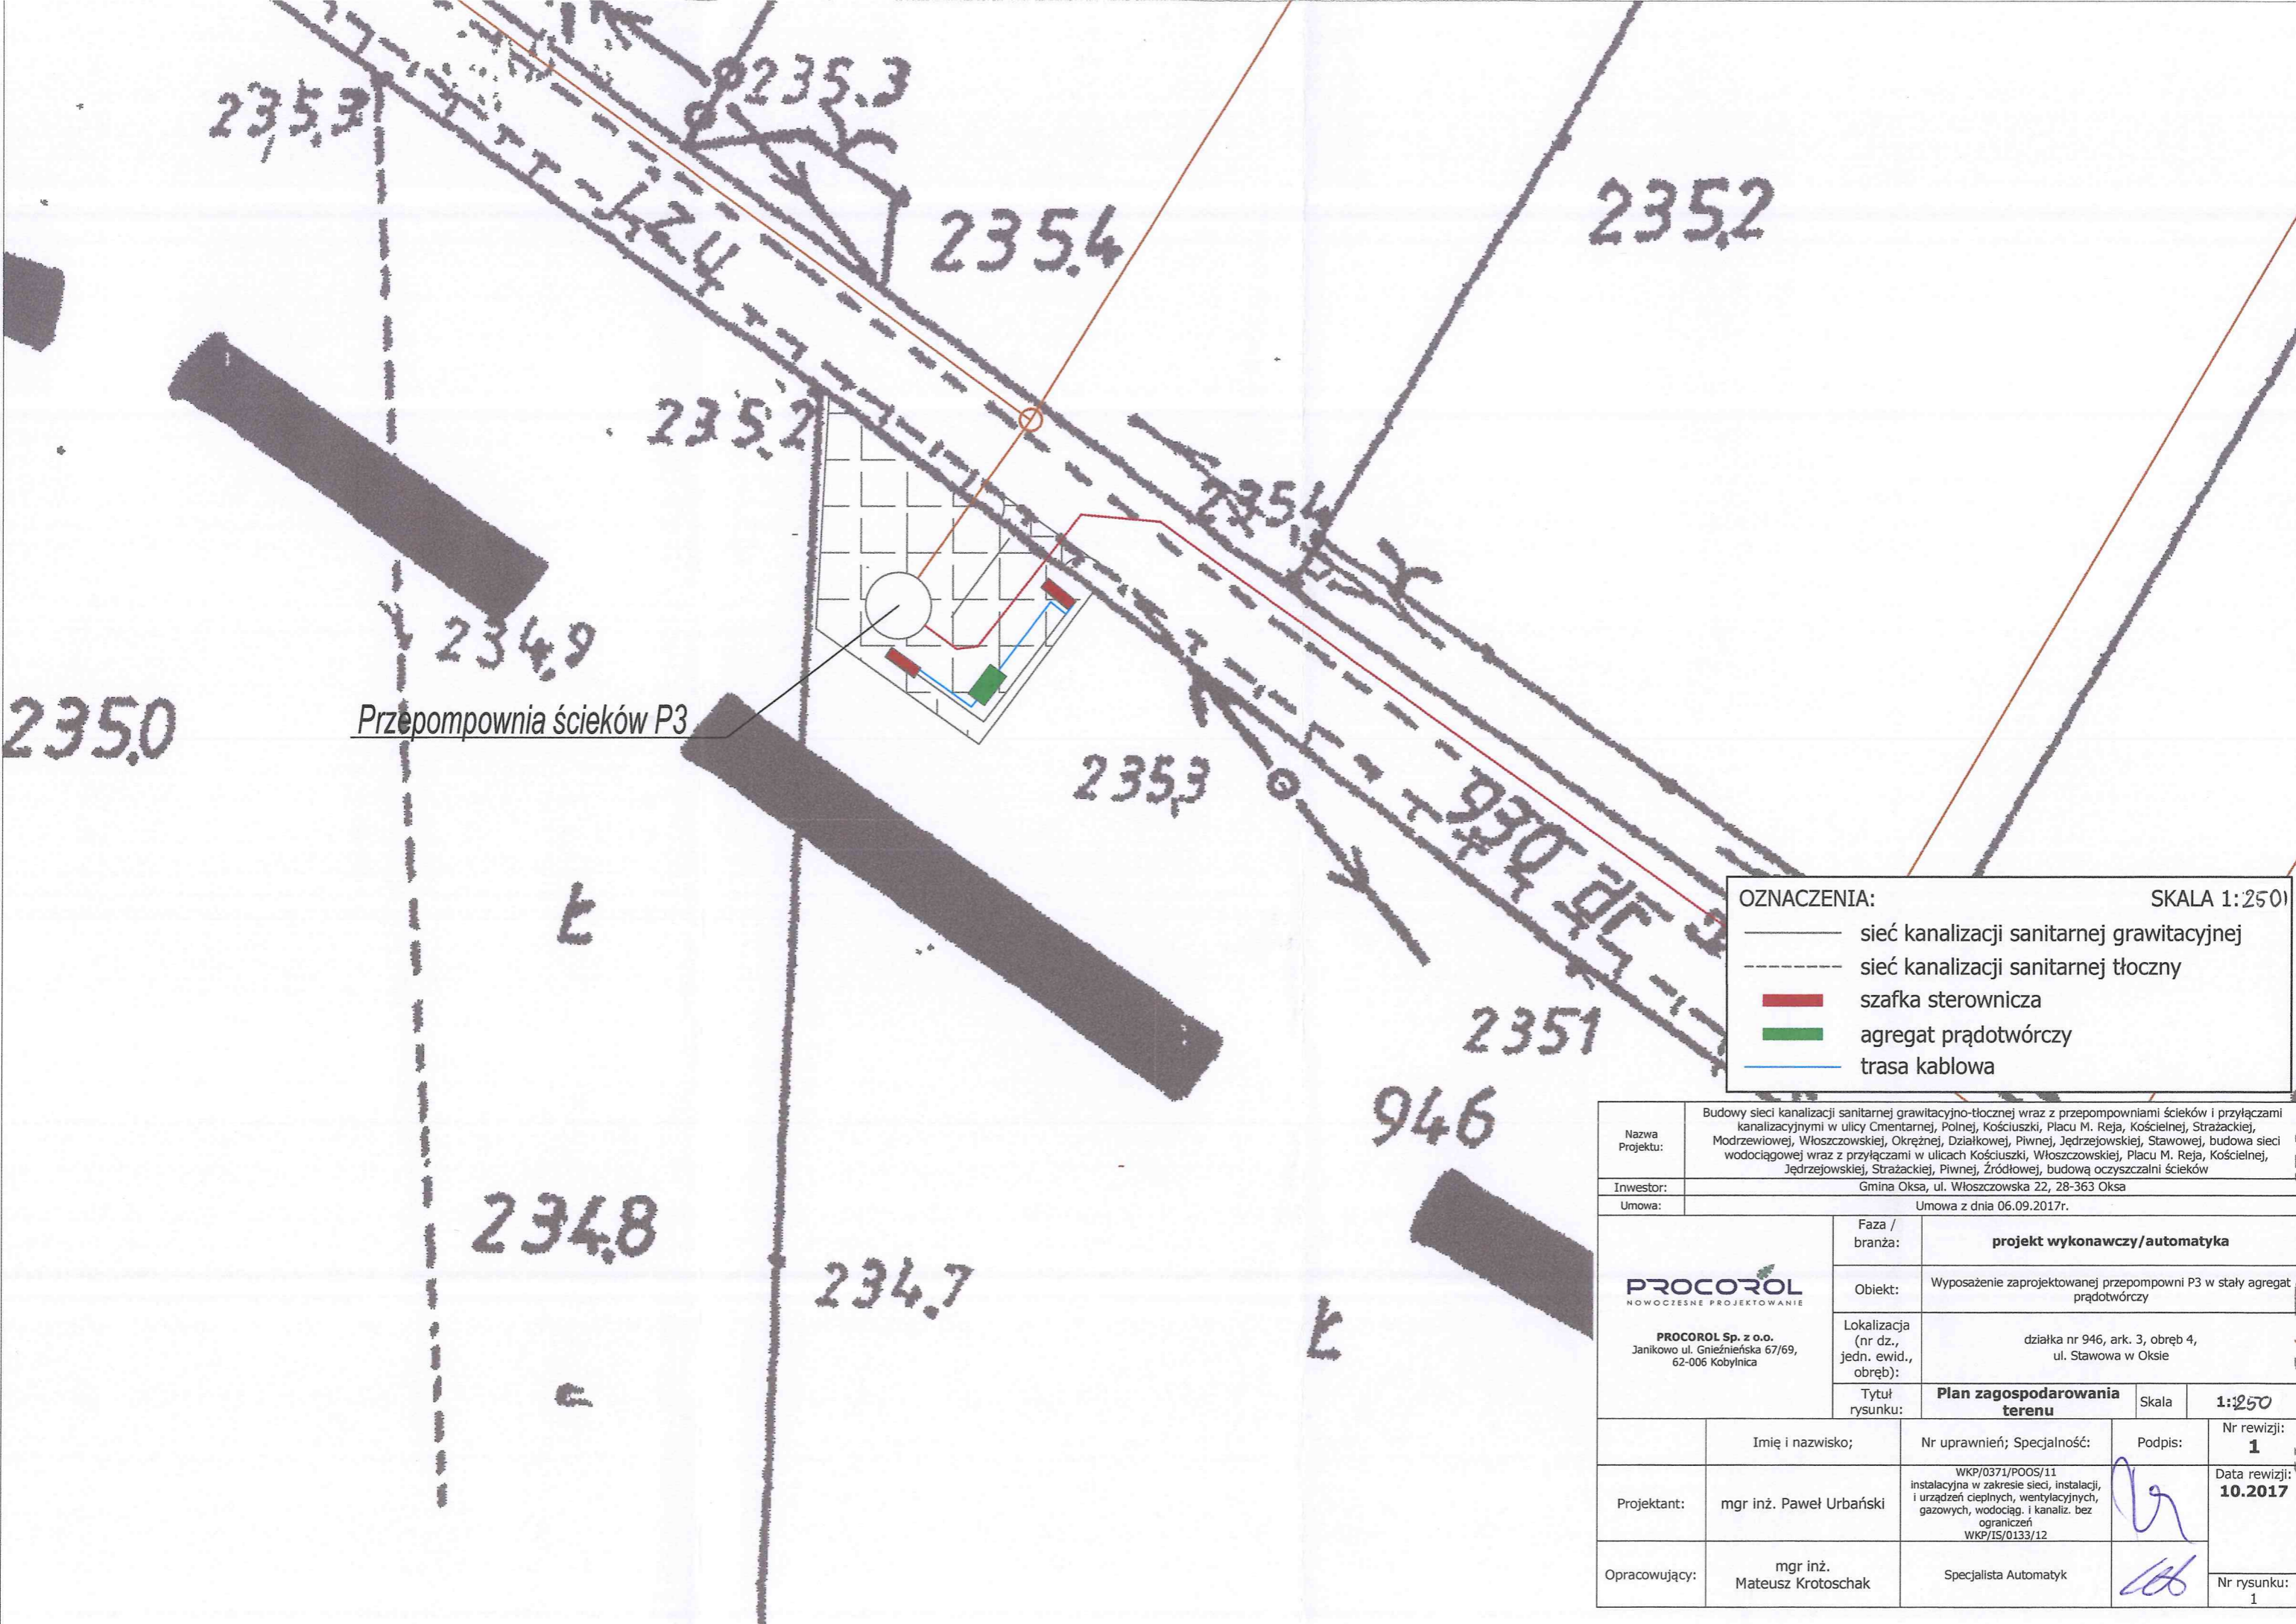 235.3
235.3
124
235.4
235.2
235.2
235.4
234.9
Przepompownia ścieków P3
235.0
235.3
930 dr
Ł
2351
946
234.8
234.7
Ł
OZNACZENIA: SKALA 1:250
sieć kanalizacji sanitarnej grawitacyjnej
sieć kanalizacji sanitarnej tłoczny
szafka sterownicza
agregat prądotwórczy
trasa kablowa
Nazwa
Projektu:
Budowy sieci kanalizacji sanitarnej grawitacyjno-tłocznej wraz z przepompowniami ścieków i przyłączami
kanalizacyjnymi w ulicy Cmentarnej, Polnej, Kościuszki, Placu M. Reja, Kościelnej, Strażackiej,
Modrzewiowej, Włoszczowskiej, Okrężnej, Działkowej, Piwnej, Jędrzejowskiej, Stawowej, budowa sieci
wodociągowej wraz z przyłączami w ulicach Kościuszki, Włoszczowskiej, Placu M. Reja, Kościelnej,
Jędrzejowskiej, Strażackiej, Piwnej, Źródłowej, budową oczyszczalni ścieków
Inwestor: Gmina Oksa, ul. Włoszczowska 22, 28-363 Oksa
Umowa: Umowa z dnia 06.09.2017r.
PROCOROL
NOWOCZESNE PROJEKTOWANIE
PROCOROL Sp. z o.o.
Janikowo ul. Gnieźnieńska 67/69,
62-006 Kobylnica
Faza /
branża:
projekt wykonawczy/automatyka
Obiekt:
Wyposażenie zaprojektowanej przepompowni P3 w stały agregat
prądotwórczy
Lokalizacja
(nr dz.,
jedn. ewid.,
obręb):
działka nr 946, ark. 3, obręb 4,
ul. Stawowa w Oksie
Tytuł
rysunku:
Plan zagospodarowania
terenu
Skala 1:250
Imię i nazwisko; Nr uprawnień; Specjalność: Podpis:
Nr rewizji:
1
Projektant: mgr inż. Paweł Urbański
WKP/0371/POOS/11
instalacyjna w zakresie sieci, instalacji,
i urządzeń cieplnych, wentylacyjnych,
gazowych, wodociąg. i kanaliz. bez
ograniczeń
WKP/IS/0133/12
Data rewizji:
10.2017
Opracowujący:
mgr inż.
Mateusz Krotoschak
Specjalista Automatyk
Nr rysunku:
1